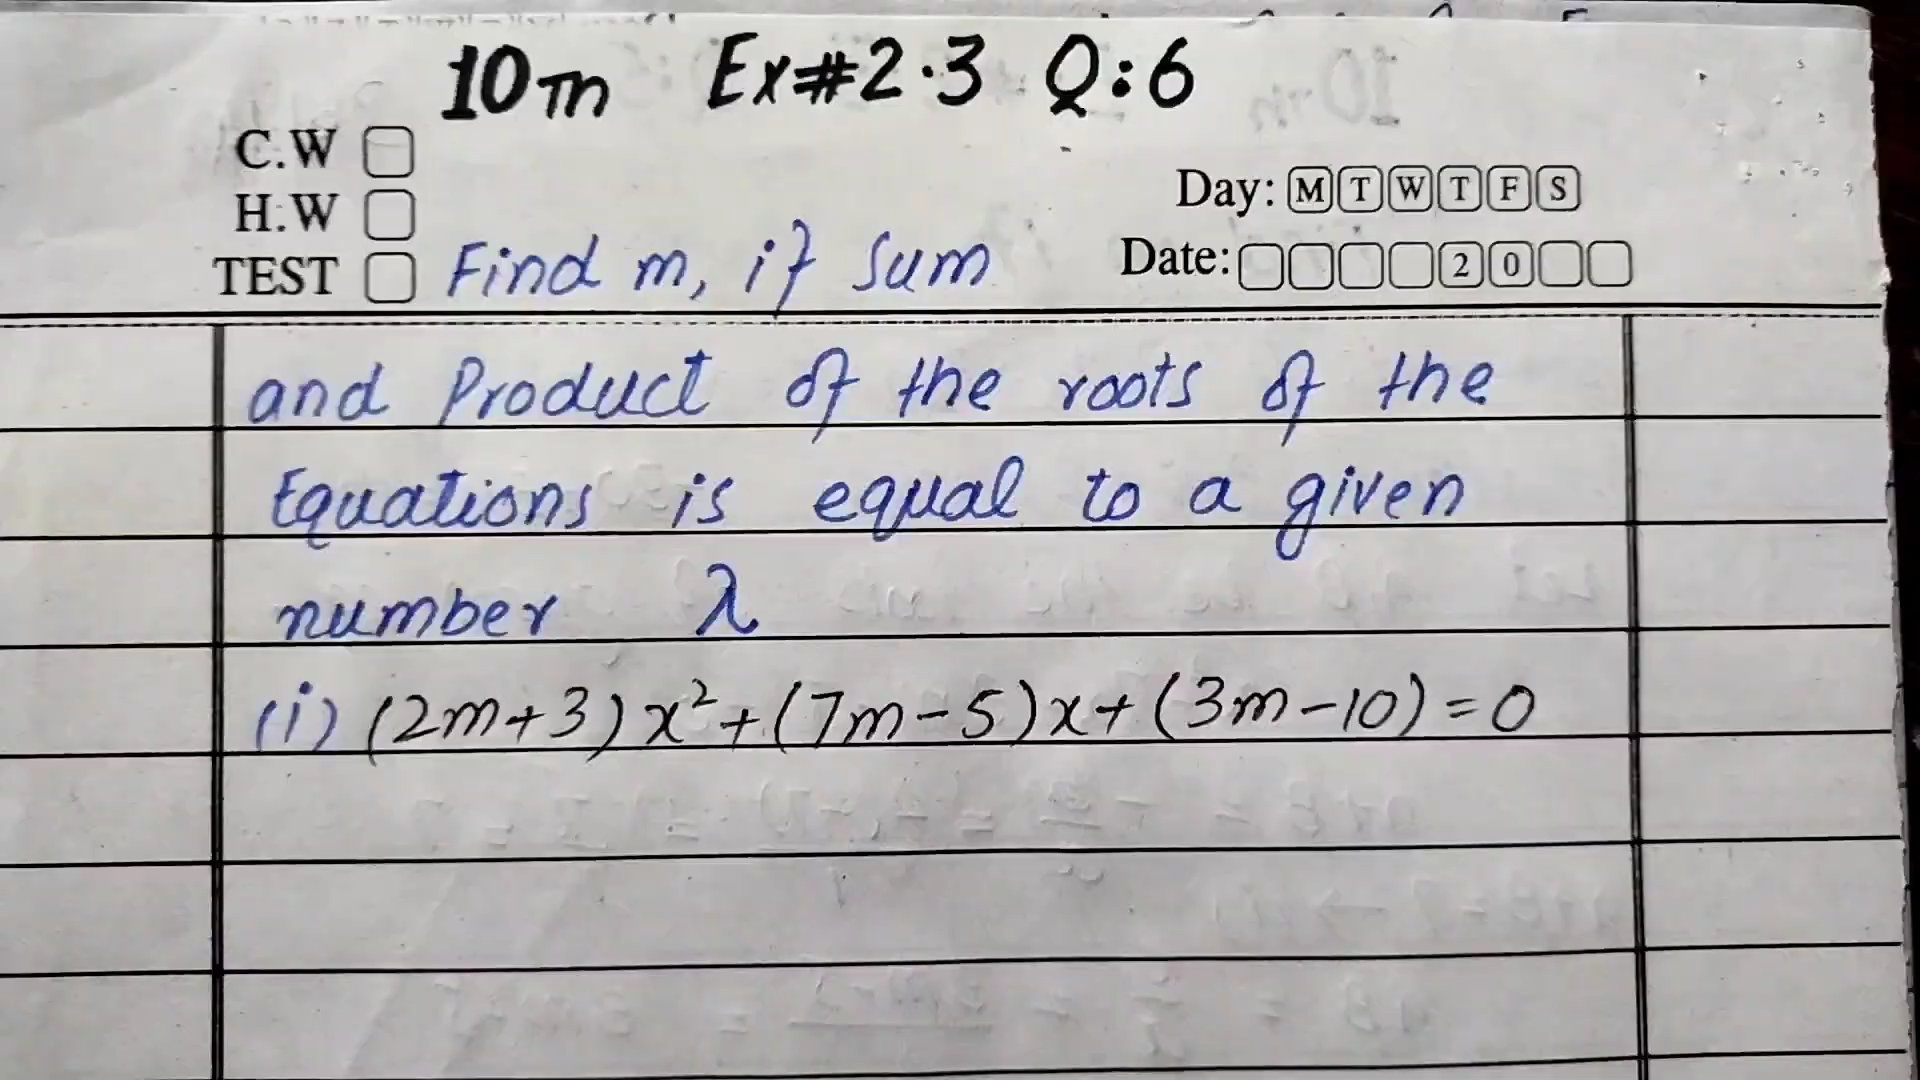 10TH Ex#2.3 Q:6
C.W
H.W
TEST
Day: M T W T F S
Date: 2 0
Find m, if sum
and Product of the roots of the
Equations is equal to a given
number λ
(i) (2m+3)x²+(7m-5)x+(3m-10)=0